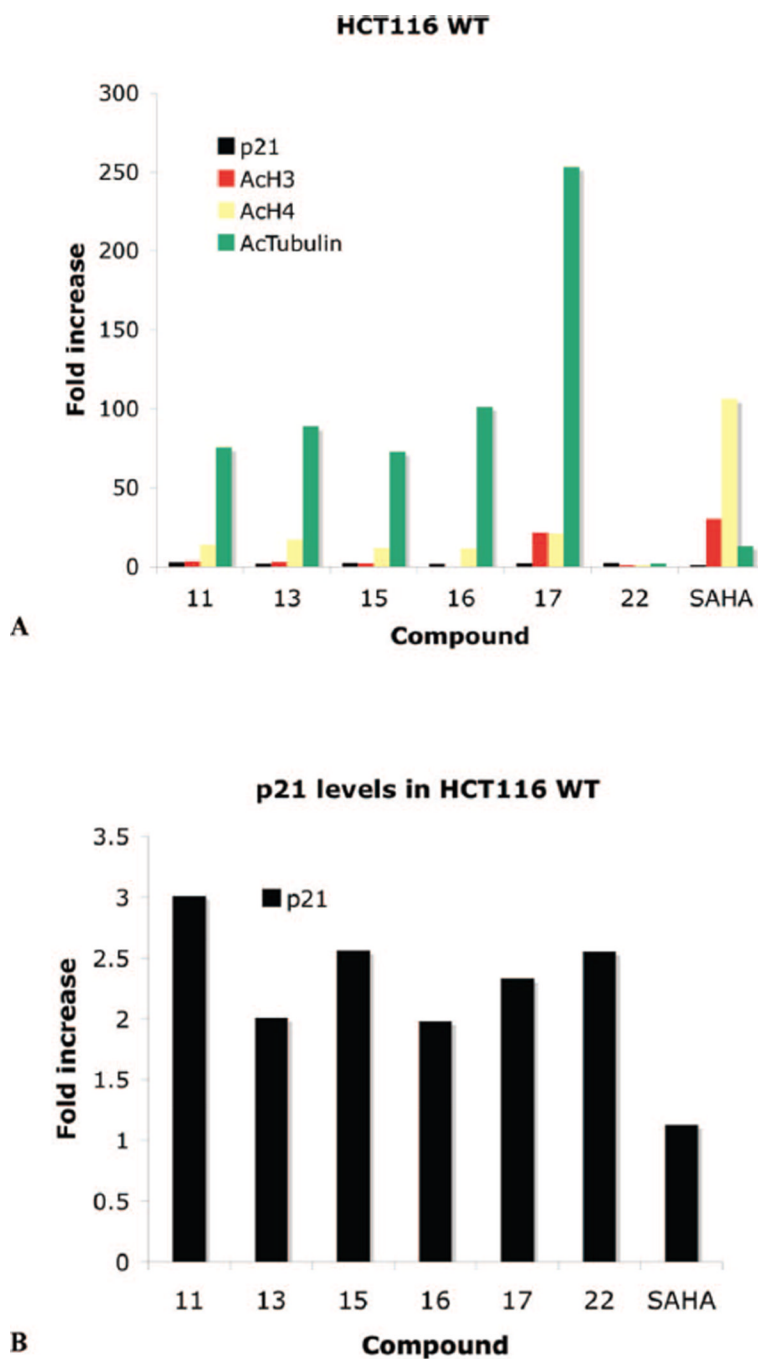 HCT116 WT
300
250
200
150
100
50
0
Fold increase
p21
AcH3
AcH4
AcTubulin
11 13 15 16 17 22 SAHA
Compound
A
p21 levels in HCT116 WT
3.5
3
2.5
2
1.5
1
0.5
0
Fold increase
p21
11 13 15 16 17 22 SAHA
Compound
B